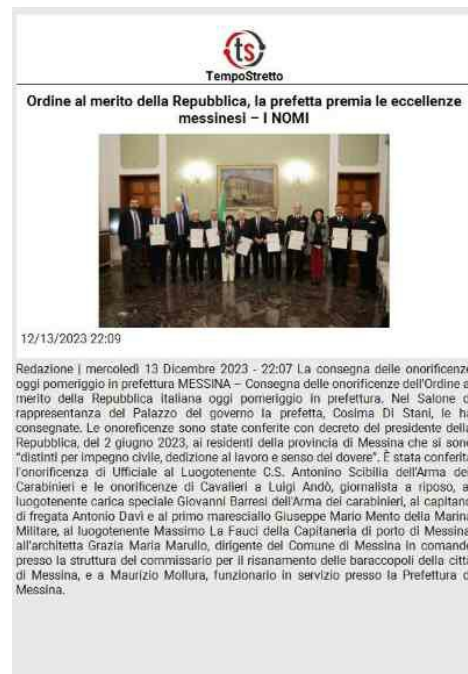 ts
TempoStretto
Ordine al merito della Repubblica, la prefetta premia le eccellenze
messinesi – I NOMI
12/13/2023 22:09
Redazione | mercoledì 13 Dicembre 2023 - 22:07 La consegna delle onorificenze
oggi pomeriggio in prefettura MESSINA – Consegna delle onorificenze dell'Ordine a
merito della Repubblica italiana oggi pomeriggio in prefettura. Nel Salone d
rappresentanza del Palazzo del governo la prefetta, Cosima Di Stani, le ha
consegnate. Le onoreficenze sono state conferite con decreto del presidente della
Repubblica, del 2 giugno 2023, ai residenti della provincia di Messina che si sono
"distinti per impegno civile, dedizione al lavoro e senso del dovere". È stata conferita
l'onorificenza di Ufficiale al Luogotenente C.S. Antonino Scibilia dell'Arma dei
Carabinieri e le onorificenze di Cavalieri a Luigi Andò, giornalista a riposo, al
luogotenente carica speciale Giovanni Barresi dell'Arma dei carabinieri, al capitano
di fregata Antonio Davì e al primo maresciallo Giuseppe Mario Mento della Marina
Militare, al luogotenente Massimo La Fauci della Capitaneria di porto di Messina
all'architetta Grazia Maria Marullo, dirigente del Comune di Messina in comando
presso la struttura del commissario per il risanamento delle baraccopoli della città
di Messina, e a Maurizio Mollura, funzionario in servizio presso la Prefettura d
Messina.